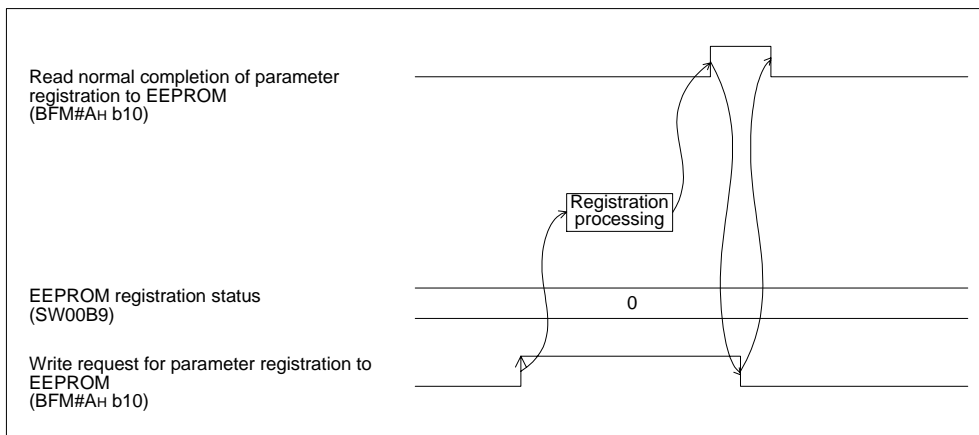 Read normal completion of parameter
registration to EEPROM
(BFM#AH b10)
Registration
processing
EEPROM registration status
(SW00B9)
0
Write request for parameter registration to
EEPROM
(BFM#AH b10)